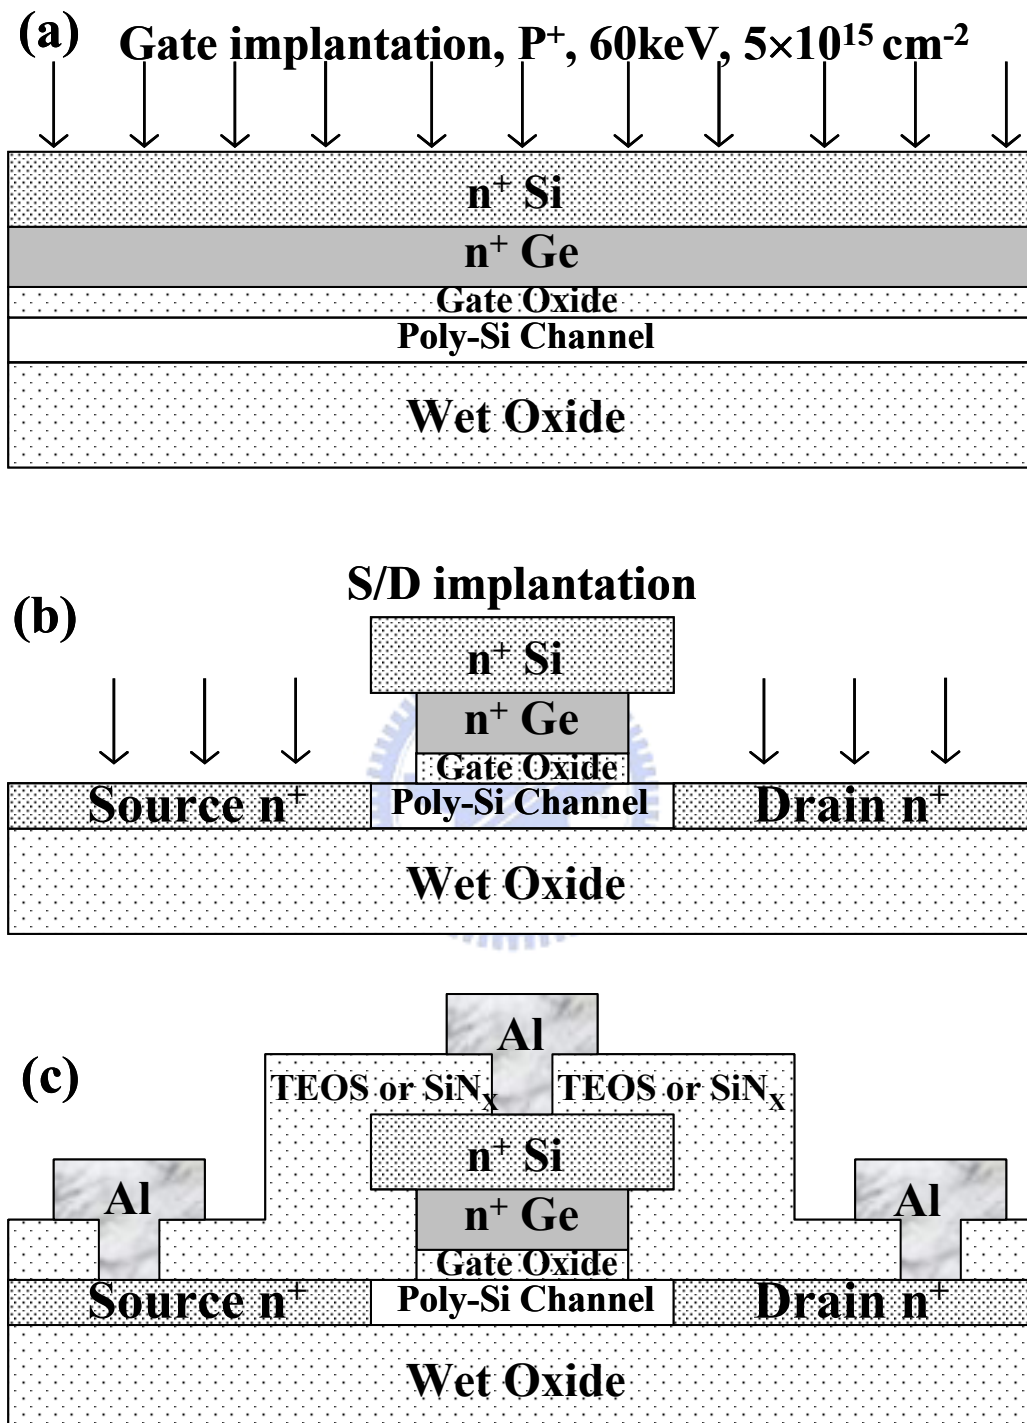 (a)
Gate implantation, P⁺, 60keV, 5×10¹⁵ cm⁻²
n⁺ Si
n⁺ Ge
Gate Oxide
Poly-Si Channel
Wet Oxide
S/D implantation
(b)
n⁺ Si
n⁺ Ge
Gate Oxide
Source n⁺ Poly-Si Channel Drain n⁺
Wet Oxide
Al
(c)
TEOS or SiNₓ TEOS or SiNₓ
n⁺ Si
Al n⁺ Ge Al
Gate Oxide
Source n⁺ Poly-Si Channel Drain n⁺
Wet Oxide